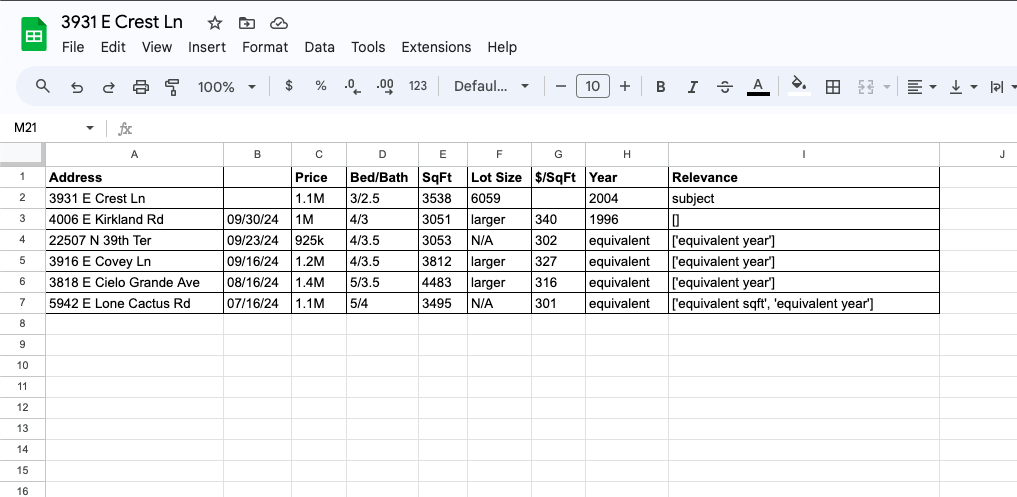 3931 E Crest Ln
File Edit View Insert Format Data Tools Extensions Help
100% $ % .0 .00 123 Defaul... − 10 + B I S A
M21 fx
A B C D E F G H I J
1 Address Price Bed/Bath SqFt Lot Size $/SqFt Year Relevance
2 3931 E Crest Ln 1.1M 3/2.5 3538 6059 2004 subject
3 4006 E Kirkland Rd 09/30/24 1M 4/3 3051 larger 340 1996 []
4 22507 N 39th Ter 09/23/24 925k 4/3.5 3053 N/A 302 equivalent ['equivalent year']
5 3916 E Covey Ln 09/16/24 1.2M 4/3.5 3812 larger 327 equivalent ['equivalent year']
6 3818 E Cielo Grande Ave 08/16/24 1.4M 5/3.5 4483 larger 316 equivalent ['equivalent year']
7 5942 E Lone Cactus Rd 07/16/24 1.1M 5/4 3495 N/A 301 equivalent ['equivalent sqft', 'equivalent year']
8
9
10
11
12
13
14
15
16